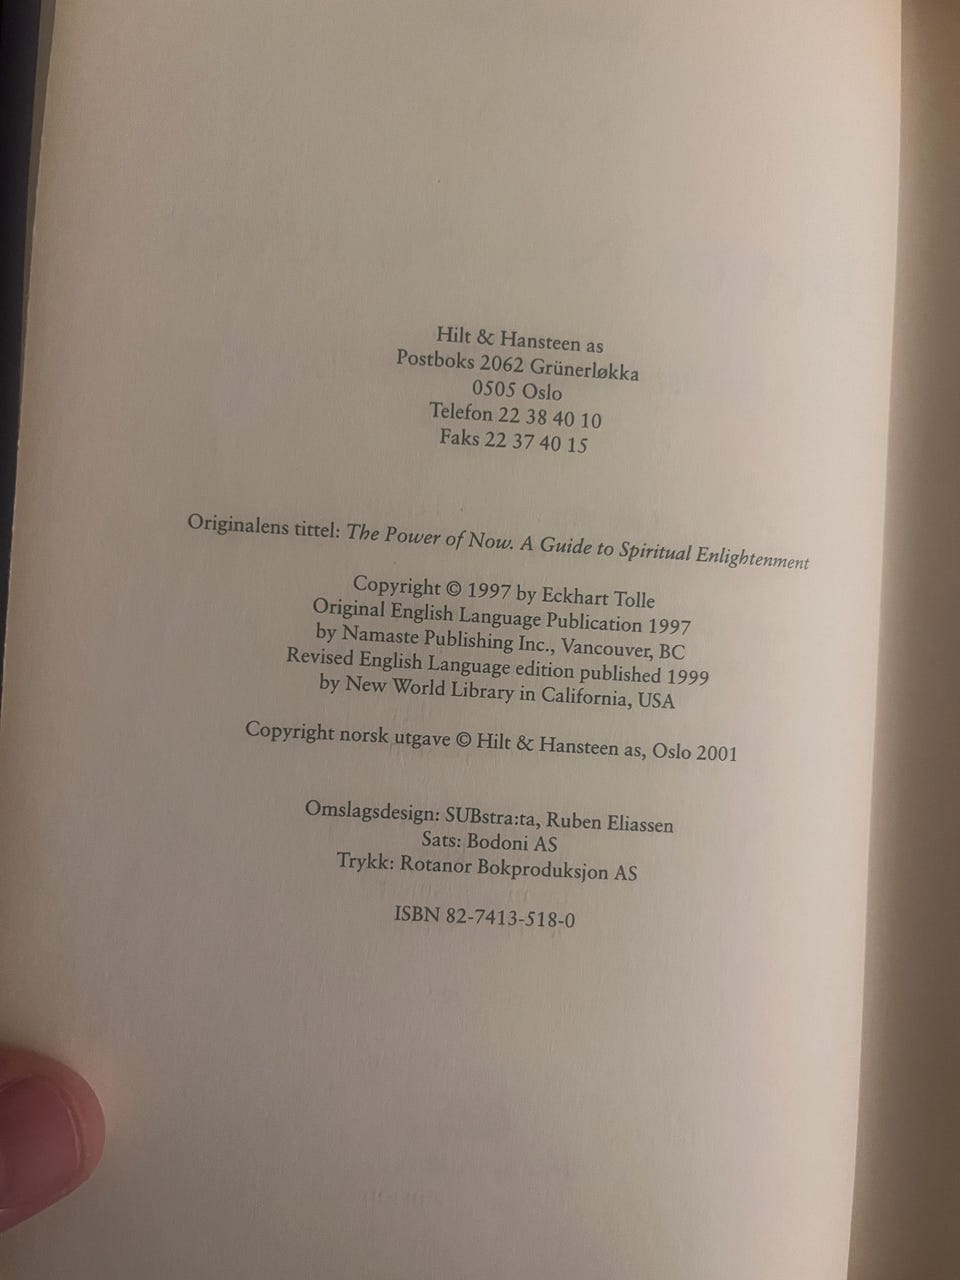 Hilt & Hansteen as
Postboks 2062 Grünerløkka
0505 Oslo
Telefon 22 38 40 10
Faks 22 37 40 15
Originalens tittel: The Power of Now. A Guide to Spiritual Enlightenment
Copyright © 1997 by Eckhart Tolle
Original English Language Publication 1997
by Namaste Publishing Inc., Vancouver, BC
Revised English Language edition published 1999
by New World Library in California, USA
Copyright norsk utgave © Hilt & Hansteen as, Oslo 2001
Omslagsdesign: SUBstra:ta, Ruben Eliassen
Sats: Bodoni AS
Trykk: Rotanor Bokproduksjon AS
ISBN 82-7413-518-0